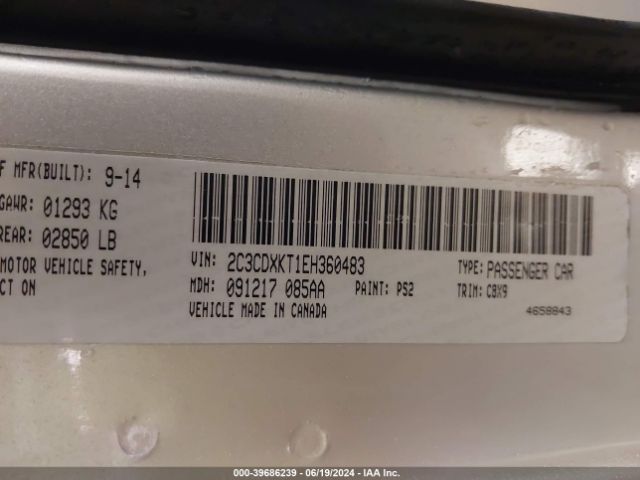 F MFR(BUILT): 9-14
GAWR: 01293 KG
REAR: 02850 LB
MOTOR VEHICLE SAFETY,
CT ON
VIN: 2C3CDXKT1EH360483 TYPE: PASSENGER CAR
MDH: 091217 085AA PAINT: PS2 TRIM: C8X9
VEHICLE MADE IN CANADA 4658843
000-39686239 - 06/19/2024 - IAA Inc.